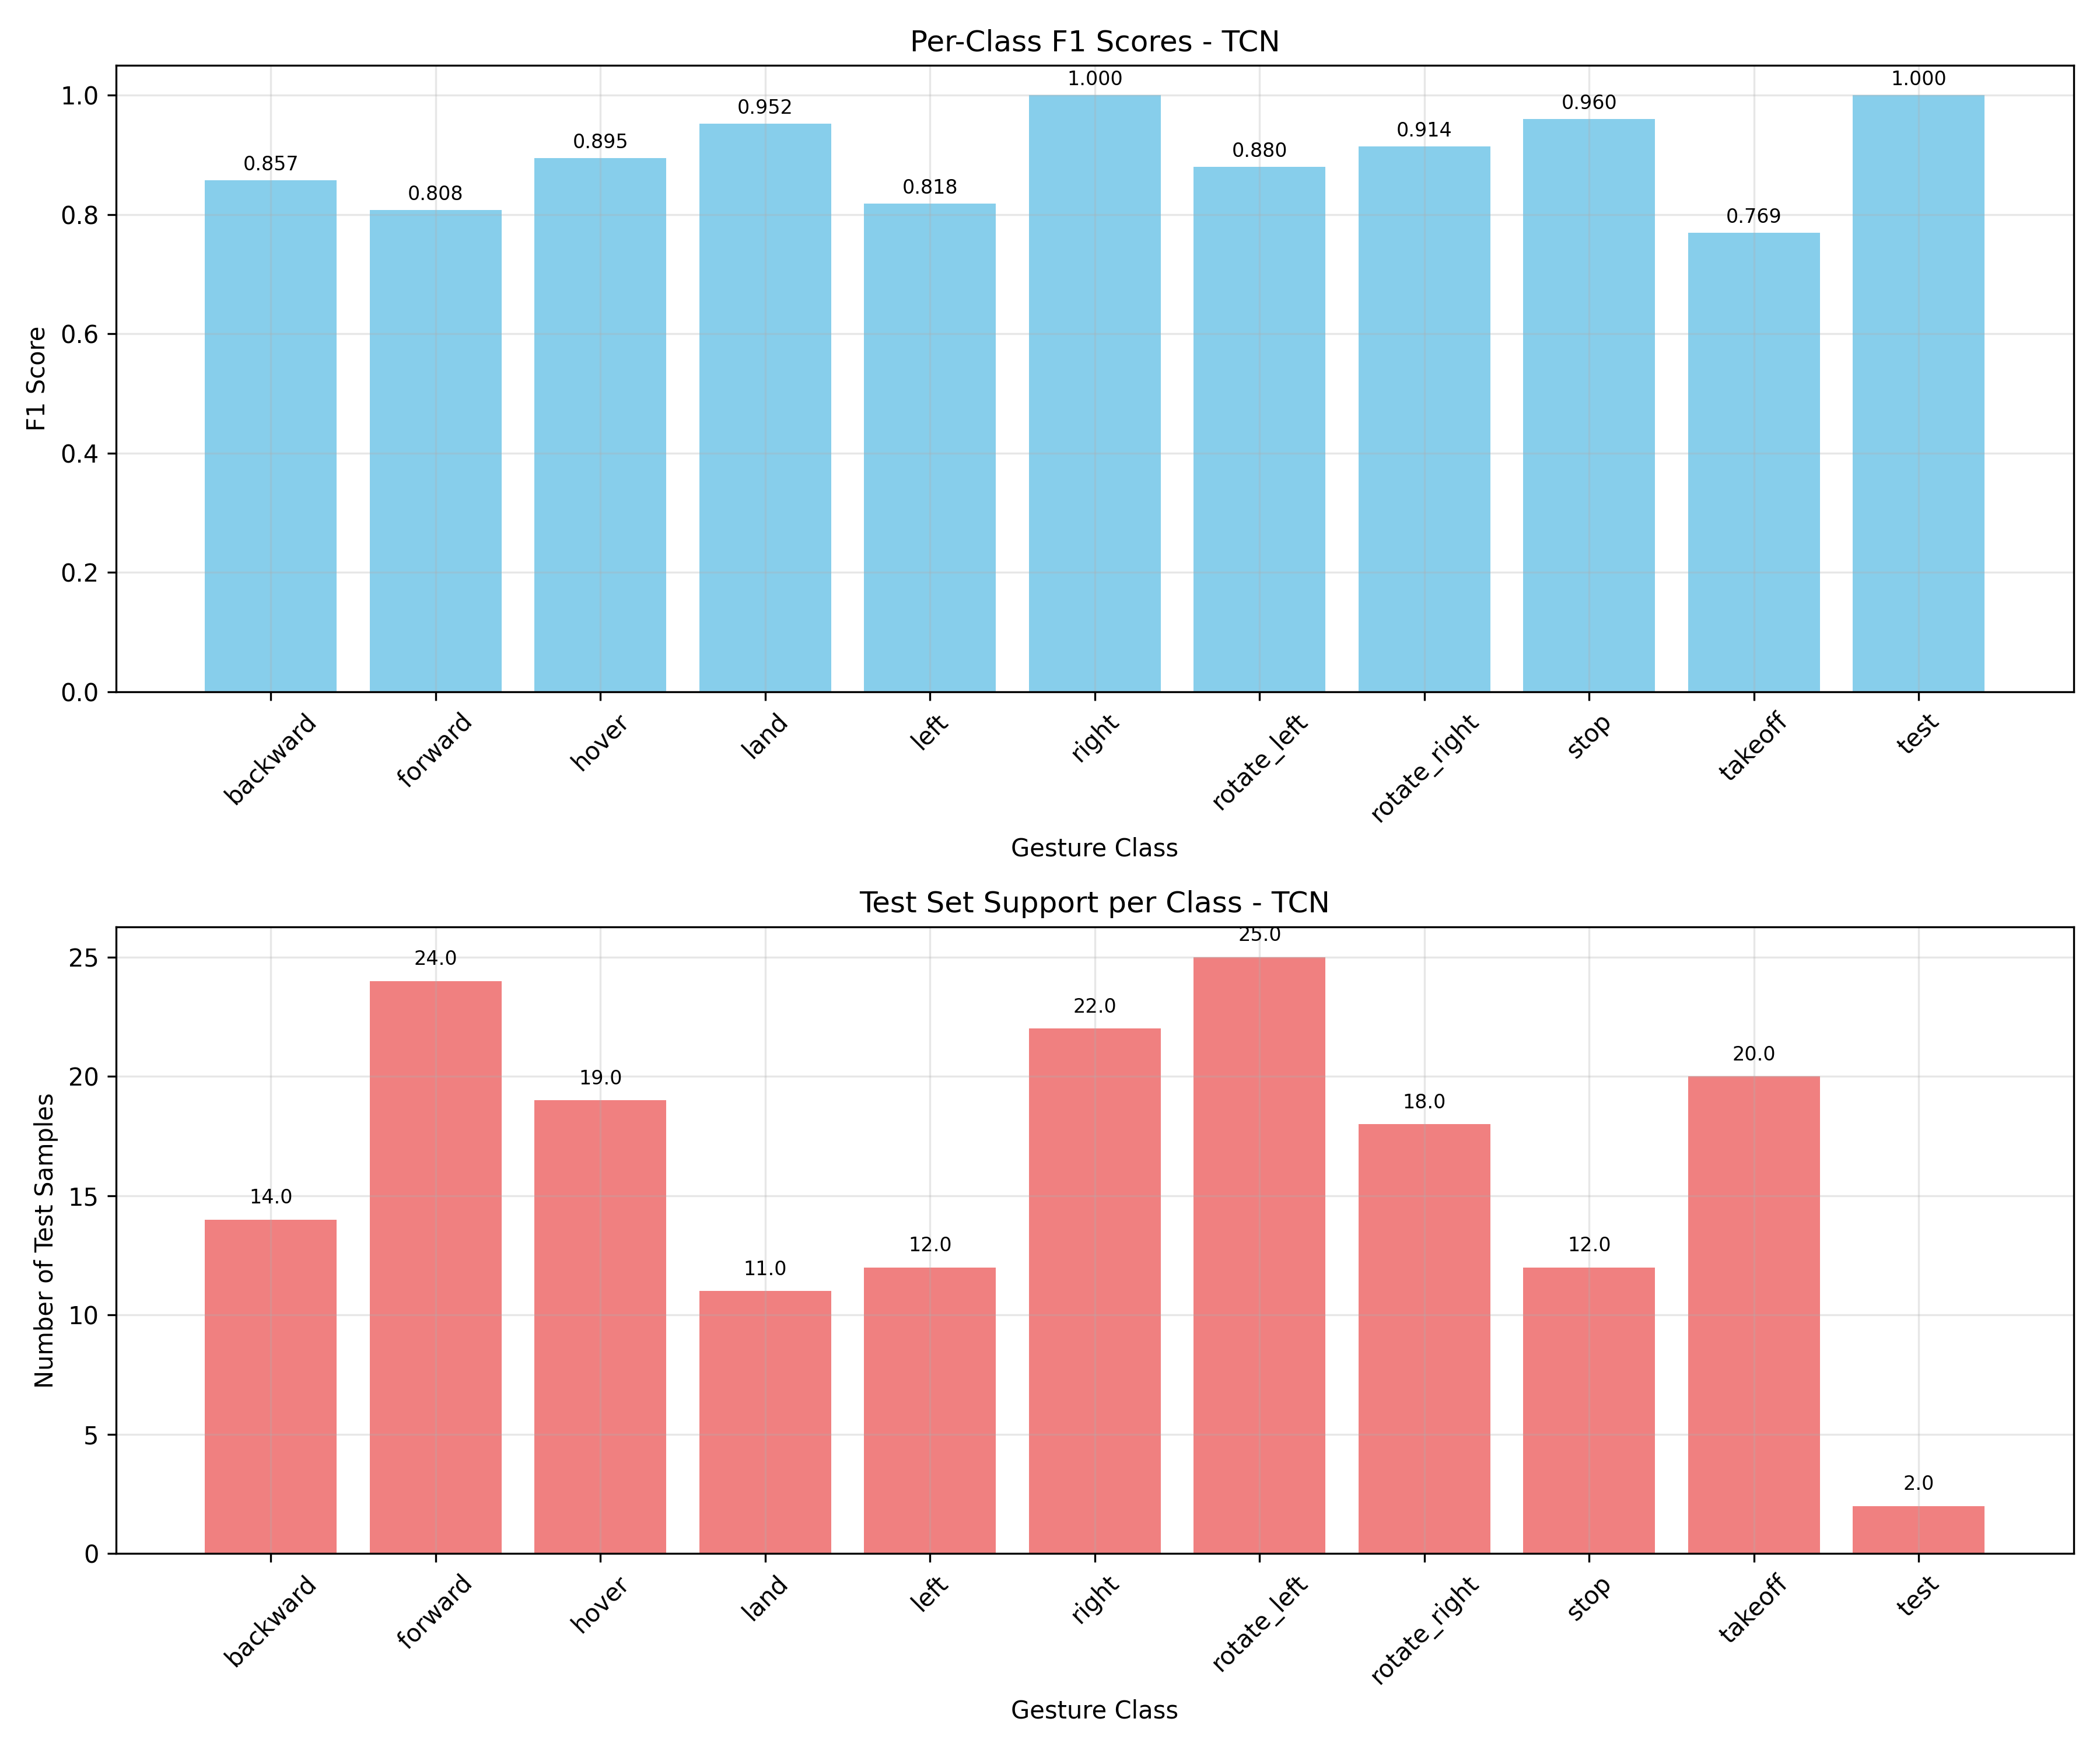 Per-Class F1 Scores - TCN
1.000
1.000
0.960
0.952
0.914
0.895
0.880
0.857
0.818
0.808
0.769
1.0
0.8
0.6
0.4
0.2
0.0
F1 Score
backward
forward
hover
land
left
right
rotate_left
rotate_right
stop
takeoff
test
Gesture Class
Test Set Support per Class - TCN
25.0
24.0
22.0
20.0
19.0
18.0
14.0
12.0
12.0
11.0
2.0
25
20
15
10
5
0
Number of Test Samples
backward
forward
hover
land
left
right
rotate_left
rotate_right
stop
takeoff
test
Gesture Class